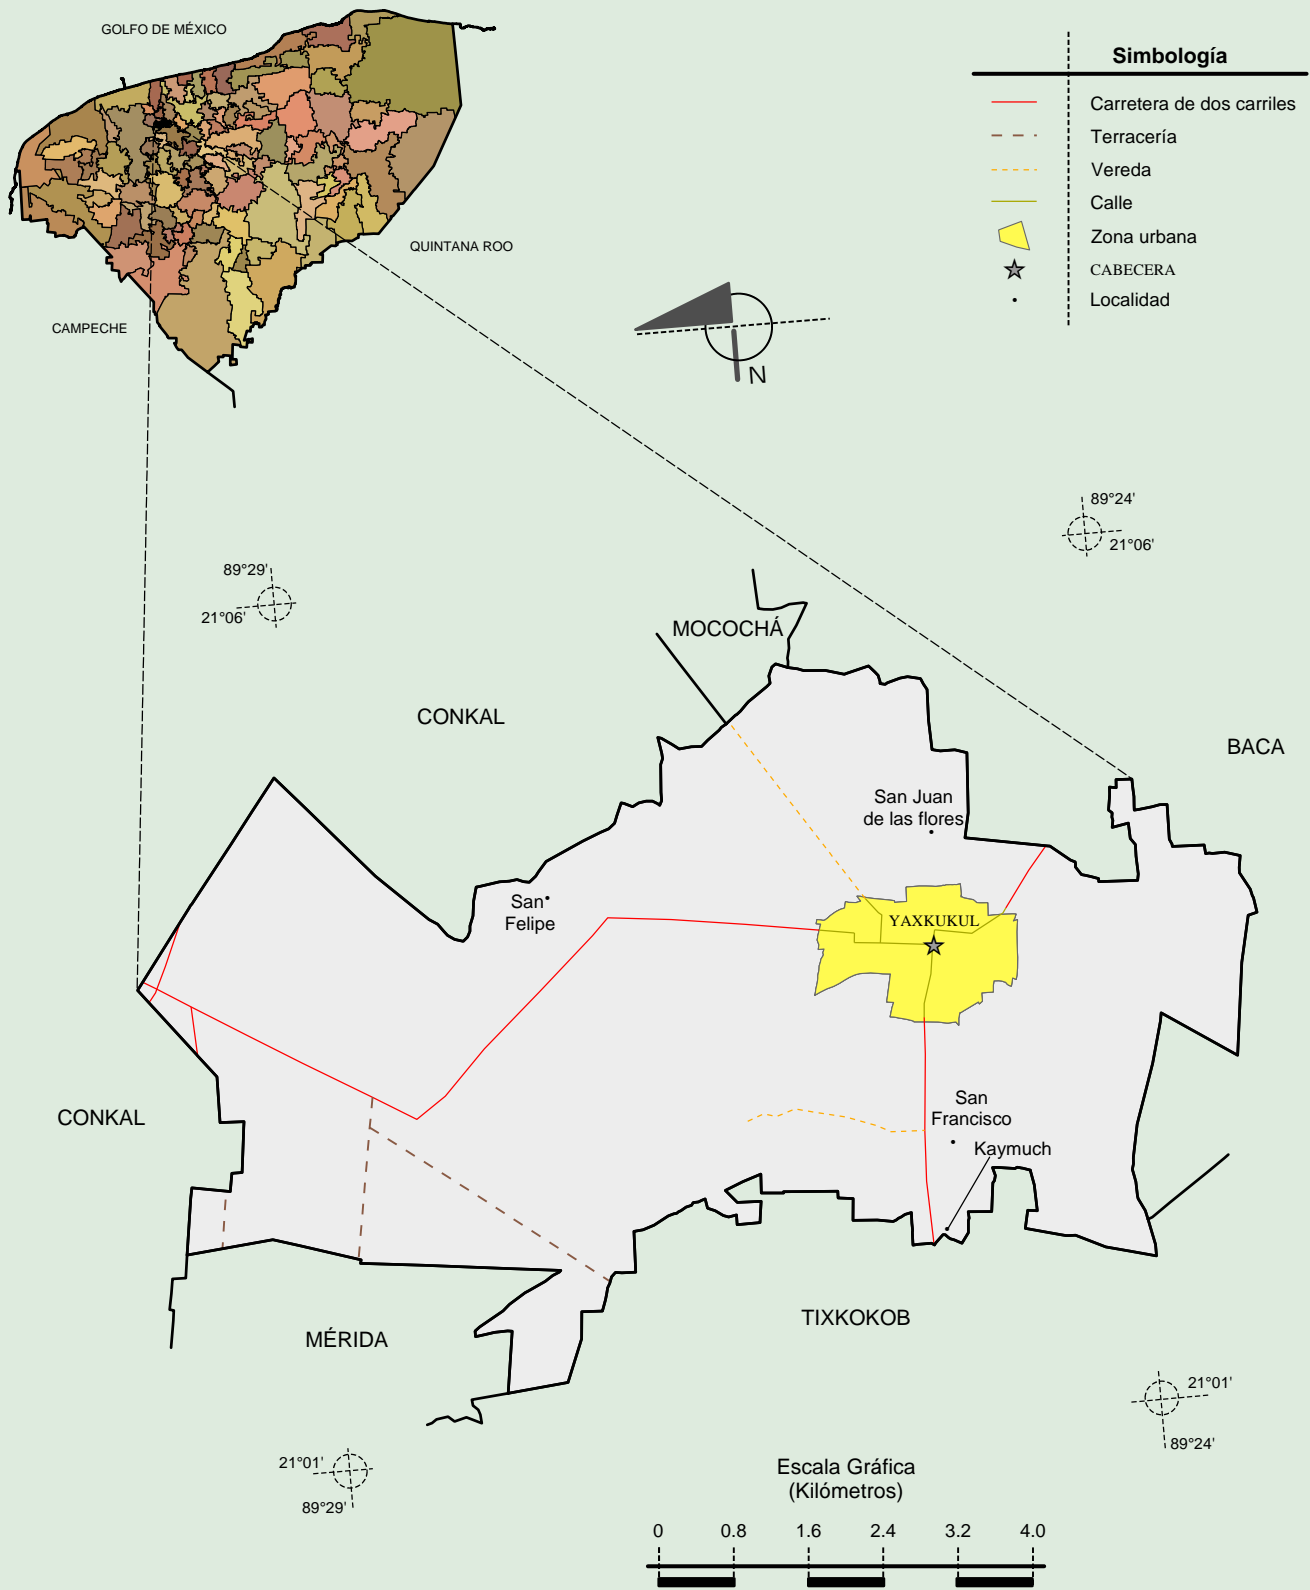 GOLFO DE MÉXICO
QUINTANA ROO
CAMPECHE
Simbología
Carretera de dos carriles
Terracería
Vereda
Calle
Zona urbana
CABECERA
Localidad
N
89°24'
21°06'
89°29'
21°06'
MOCOCHÁ
CONKAL
BACA
San Juan
de las flores
San
Felipe
YAXKUKUL
CONKAL
San
Francisco
Kaymuch
MÉRIDA
TIXKOKOB
21°01'
89°24'
21°01'
89°29'
Escala Gráfica
(Kilómetros)
0 0.8 1.6 2.4 3.2 4.0